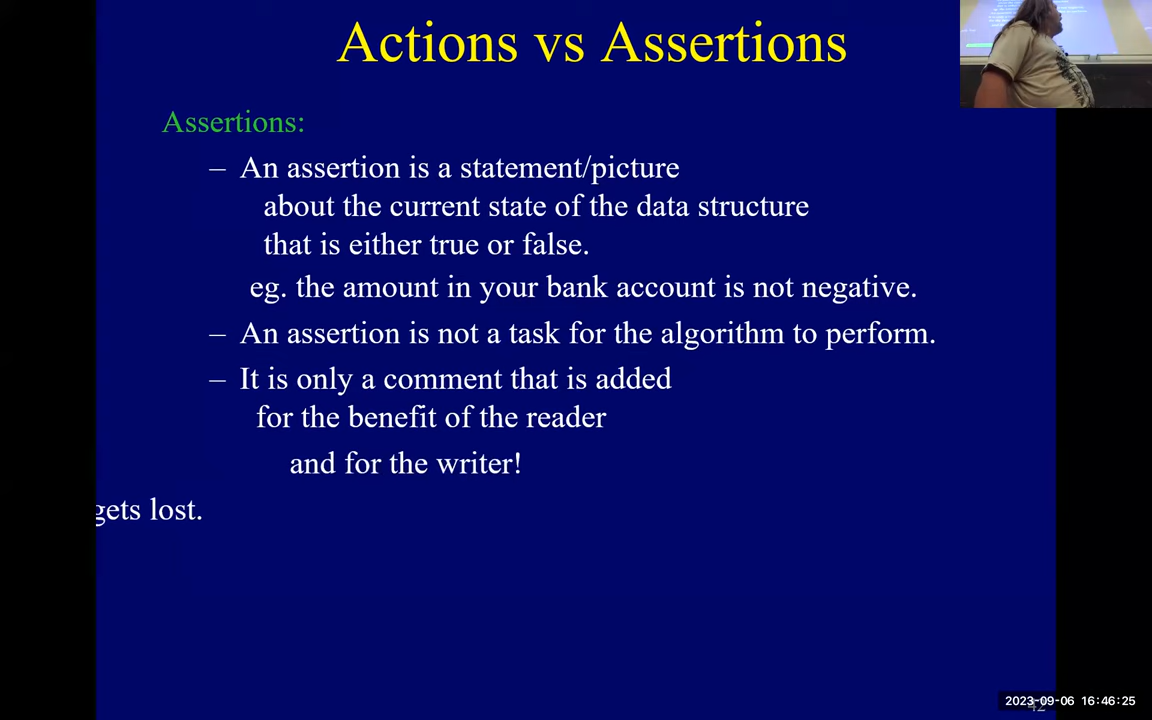 Actions vs Assertions
Assertions:
– An assertion is a statement/picture
about the current state of the data structure
that is either true or false.
eg. the amount in your bank account is not negative.
– An assertion is not a task for the algorithm to perform.
– It is only a comment that is added
for the benefit of the reader
and for the writer!
gets lost.
2023-09-06 16:46:25
42